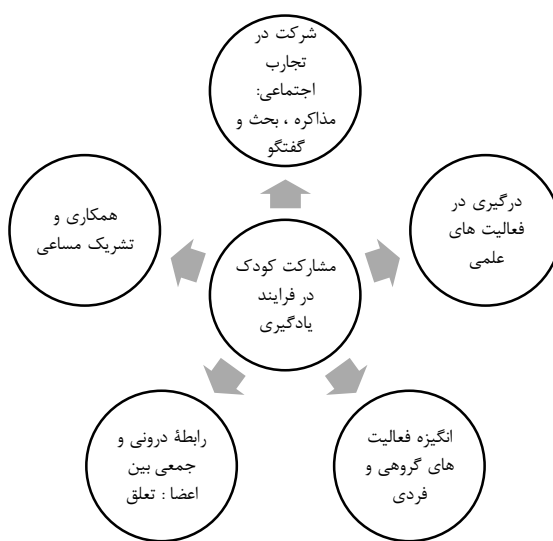 شرکت در
تجارب
اجتماعی:
مذاکره ، بحث و
گفتگو
درگیری در
فعالیت های
علمی
همکاری و
تشریک مساعی
مشارکت کودک
در فرایند
یادگیری
انگیزه فعالیت
های گروهی و
فردی
رابطۀ درونی و
جمعی بین
اعضا : تعلق